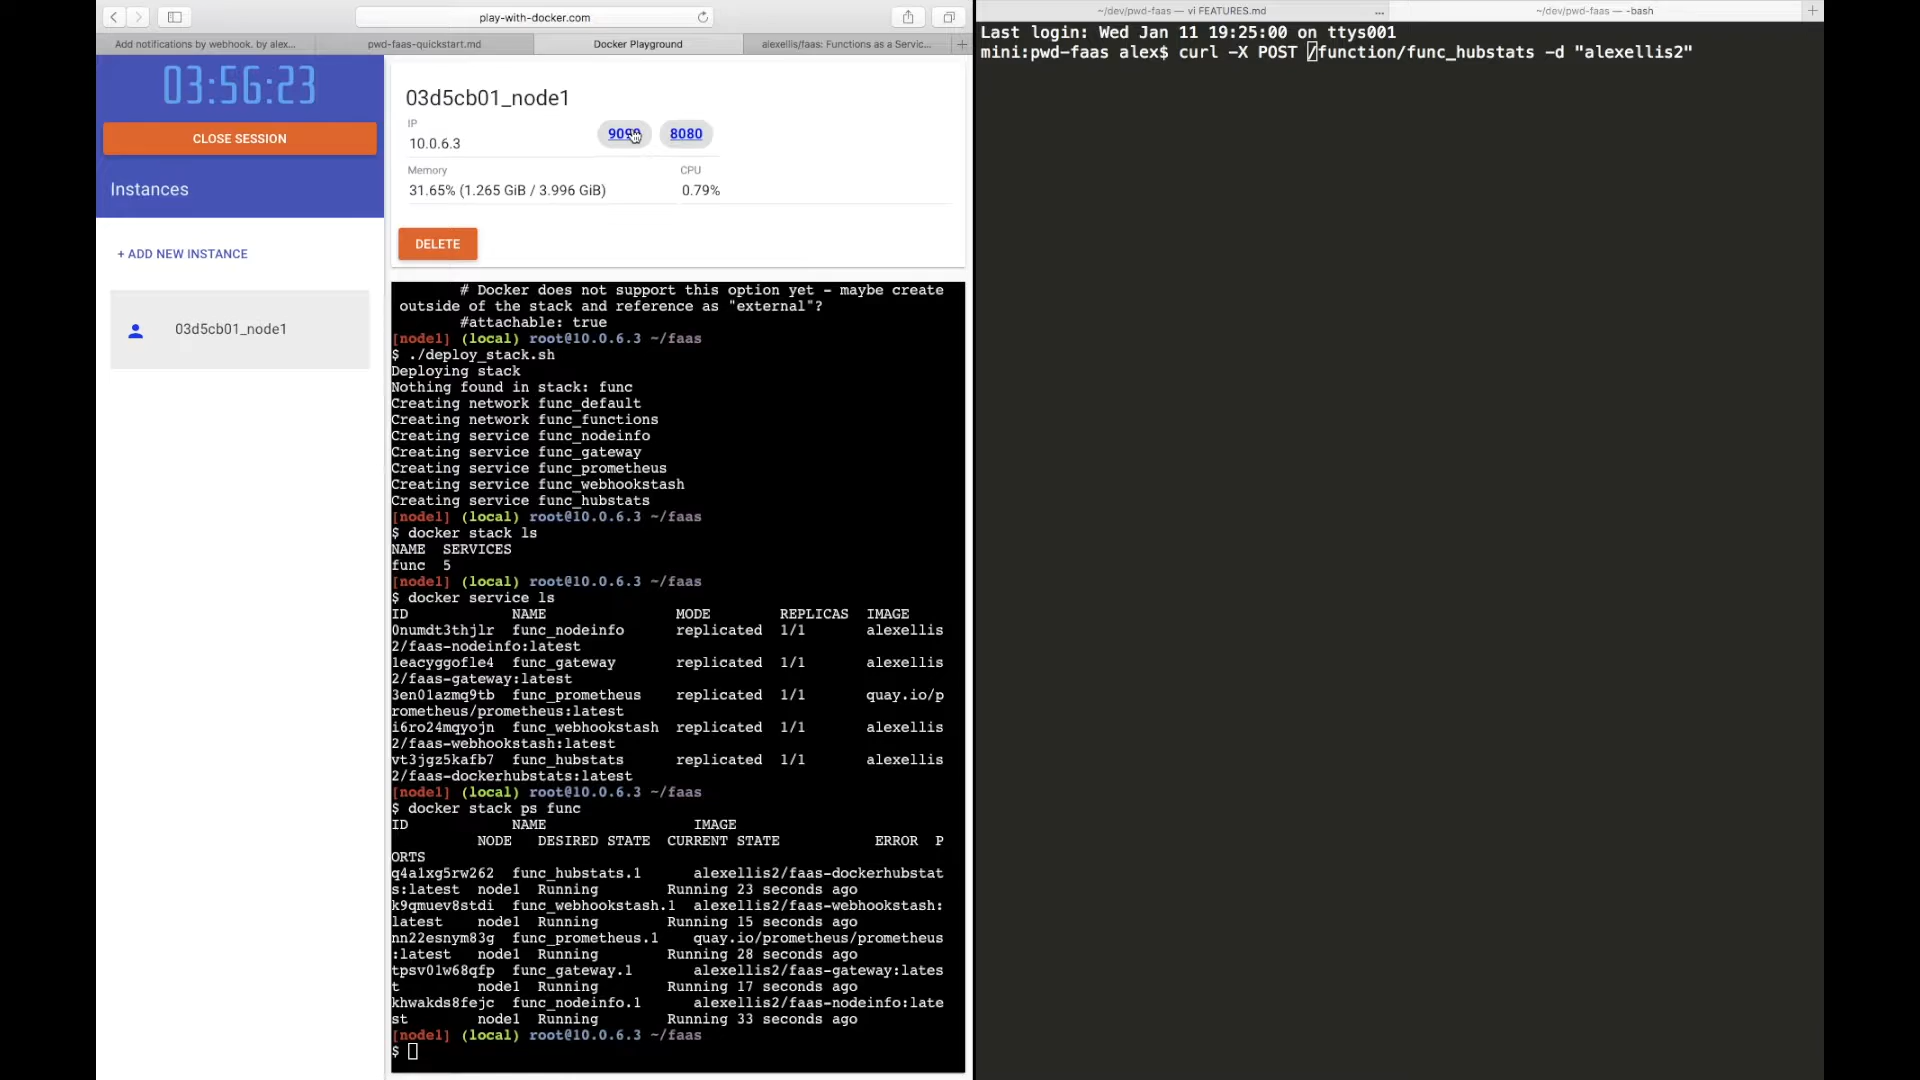 play-with-docker.com
Add notifications by webhook. by alex...
pwd-faas-quickstart.md
Docker Playground
alexellis/faas: Functions as a Servic...
03:56:23
CLOSE SESSION
Instances
+ ADD NEW INSTANCE
03d5cb01_node1
03d5cb01_node1
IP
10.0.6.3
9090
8080
Memory
31.65% (1.265 GiB / 3.996 GiB)
CPU
0.79%
DELETE
# Docker does not support this option yet - maybe create
outside of the stack and reference as "external"?
#attachable: true
[node1] (local) root@10.0.6.3 ~/faas
$ ./deploy_stack.sh
Deploying stack
Nothing found in stack: func
Creating network func_default
Creating network func_functions
Creating service func_nodeinfo
Creating service func_gateway
Creating service func_prometheus
Creating service func_webhookstash
Creating service func_hubstats
[node1] (local) root@10.0.6.3 ~/faas
$ docker stack ls
NAME SERVICES
func 5
[node1] (local) root@10.0.6.3 ~/faas
$ docker service ls
ID NAME MODE REPLICAS IMAGE
0numdt3thjlr func_nodeinfo replicated 1/1 alexellis
2/faas-nodeinfo:latest
1eacyggofle4 func_gateway replicated 1/1 alexellis
2/faas-gateway:latest
3en01azmq9tb func_prometheus replicated 1/1 quay.io/p
rometheus/prometheus:latest
i6ro24mqyojn func_webhookstash replicated 1/1 alexellis
2/faas-webhookstash:latest
vt3jgz5kafb7 func_hubstats replicated 1/1 alexellis
2/faas-dockerhubstats:latest
[node1] (local) root@10.0.6.3 ~/faas
$ docker stack ps func
ID NAME IMAGE
NODE DESIRED STATE CURRENT STATE ERROR P
ORTS
q4a1xg5rw262 func_hubstats.1 alexellis2/faas-dockerhubstat
s:latest node1 Running Running 23 seconds ago
k9qmuev8stdi func_webhookstash.1 alexellis2/faas-webhookstash:
latest node1 Running Running 15 seconds ago
nn22esnym83g func_prometheus.1 quay.io/prometheus/prometheus
:latest node1 Running Running 28 seconds ago
tpsv01w68qfp func_gateway.1 alexellis2/faas-gateway:lates
t node1 Running Running 17 seconds ago
khwakds8fejc func_nodeinfo.1 alexellis2/faas-nodeinfo:late
st node1 Running Running 33 seconds ago
[node1] (local) root@10.0.6.3 ~/faas
$
~/dev/pwd-faas — vi FEATURES.md ...
~/dev/pwd-faas — -bash
Last login: Wed Jan 11 19:25:00 on ttys001
mini:pwd-faas alex$ curl -X POST /function/func_hubstats -d "alexellis2"